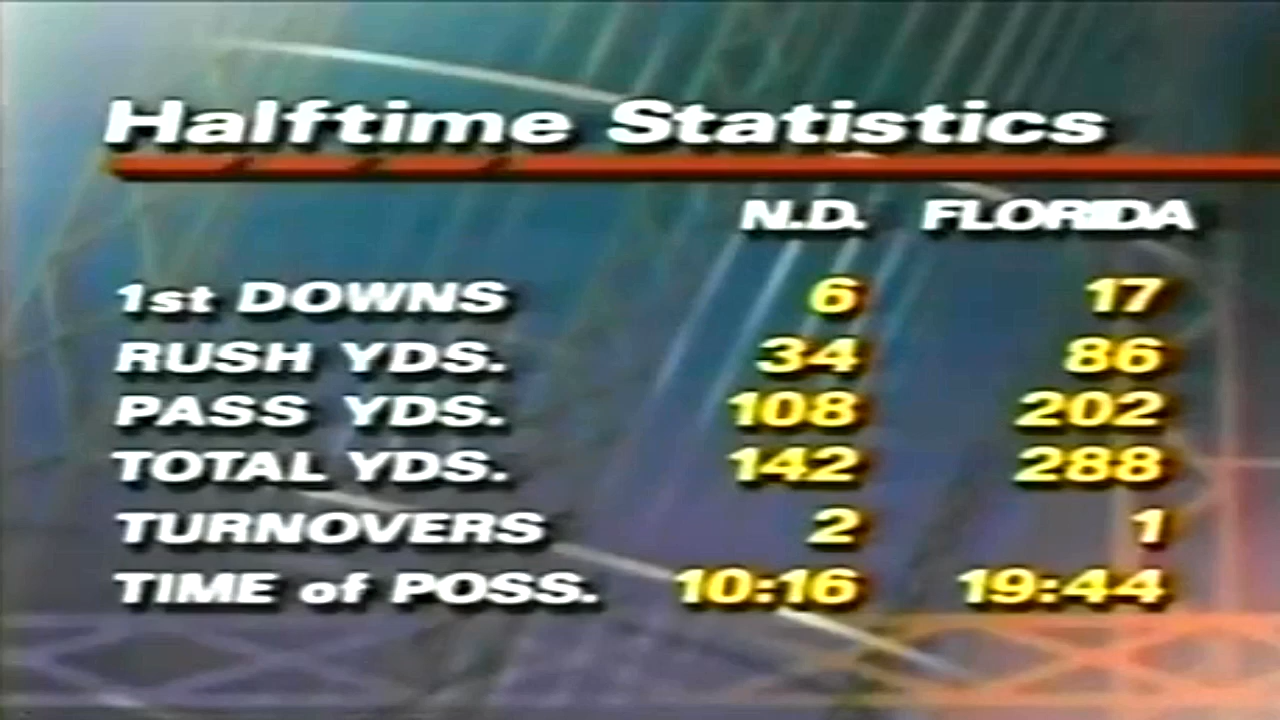 Halftime Statistics
N.D. FLORIDA
1st DOWNS 6 17
RUSH YDS. 34 86
PASS YDS. 108 202
TOTAL YDS. 142 288
TURNOVERS 2 1
TIME of POSS. 10:16 19:44